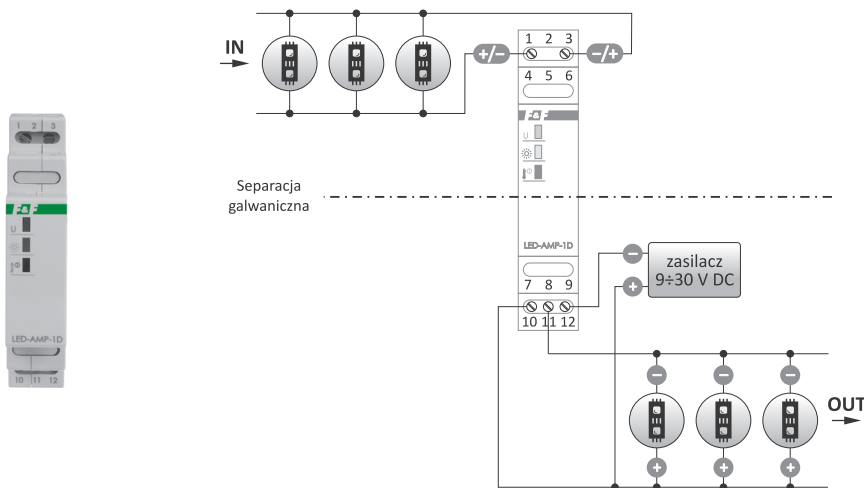 IN
+/−
−/+
1 2 3
4 5 6
F&F
U
LED-AMP-1D
7 8 9
10 11 12
Separacja
galwaniczna
−
+
zasilacz
9÷30 V DC
− − −
OUT
+ + +
1 2 3
F&F
U
LED-AMP-1D
10 11 12